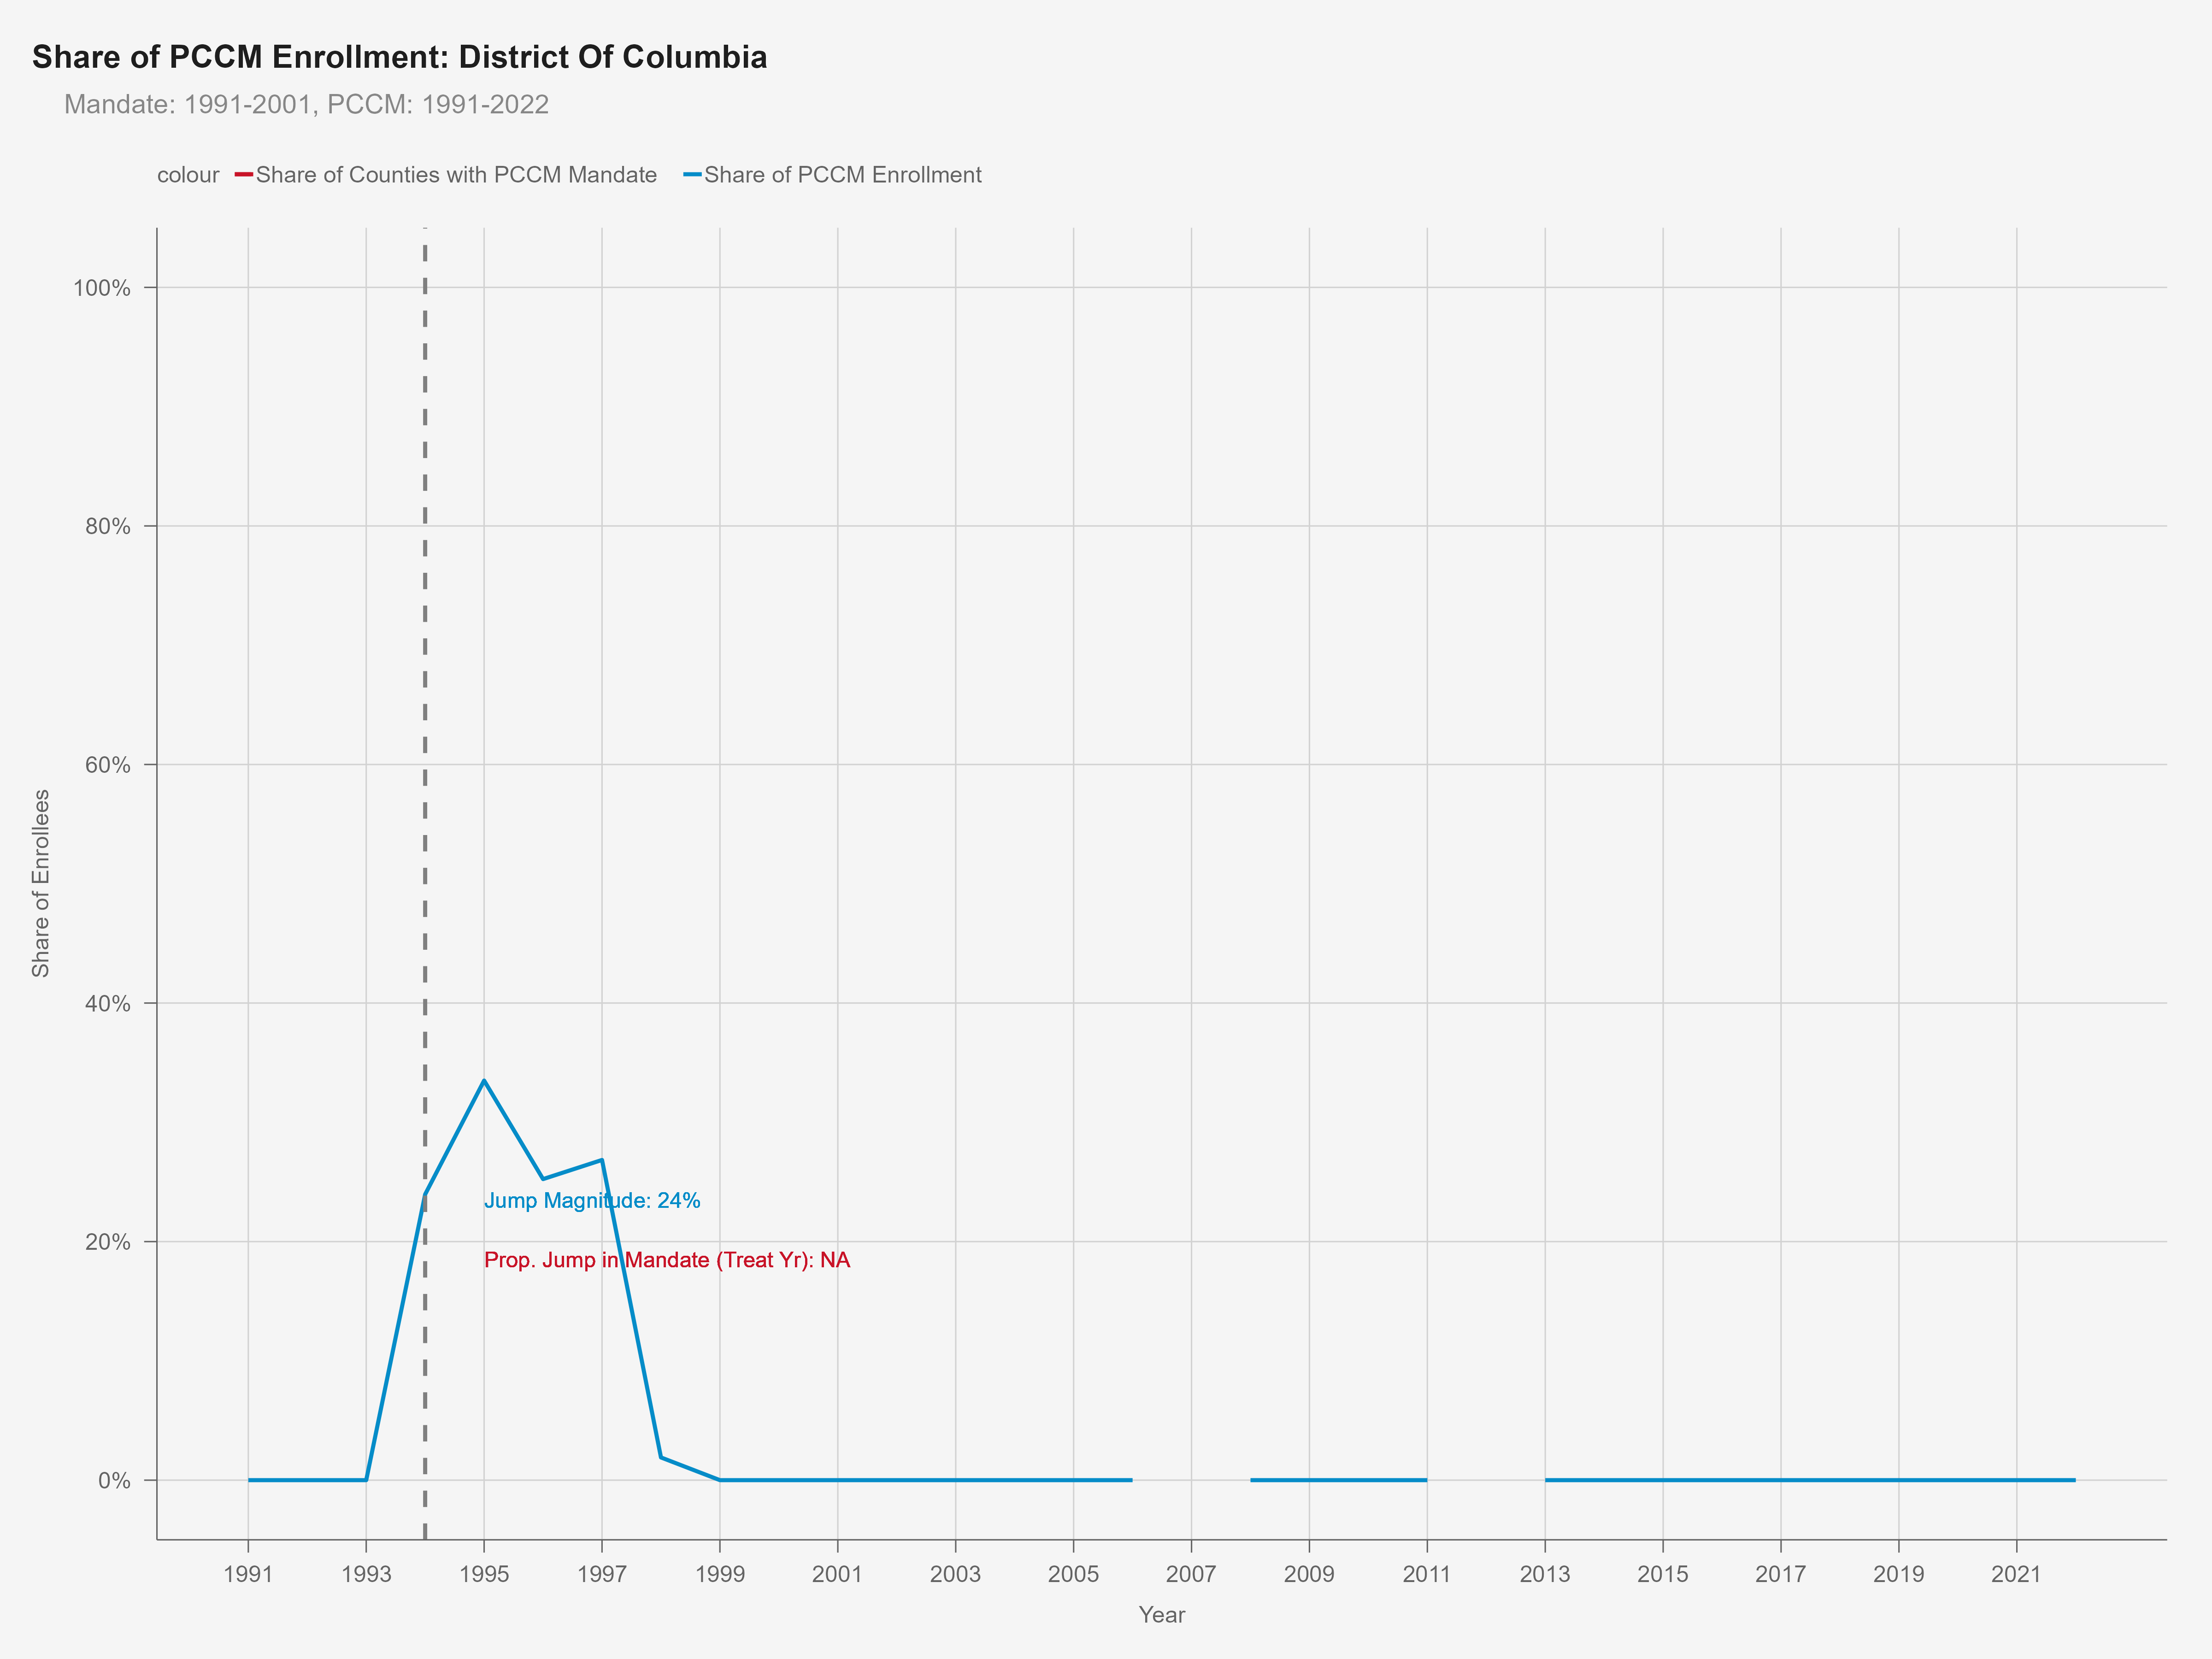 Share of PCCM Enrollment: District Of Columbia
Mandate: 1991-2001, PCCM: 1991-2022
colour Share of Counties with PCCM Mandate Share of PCCM Enrollment
100%
80%
60%
40%
20%
0%
Share of Enrollees
Jump Magnitude: 24%
Prop. Jump in Mandate (Treat Yr): NA
1991 1993 1995 1997 1999 2001 2003 2005 2007 2009 2011 2013 2015 2017 2019 2021
Year